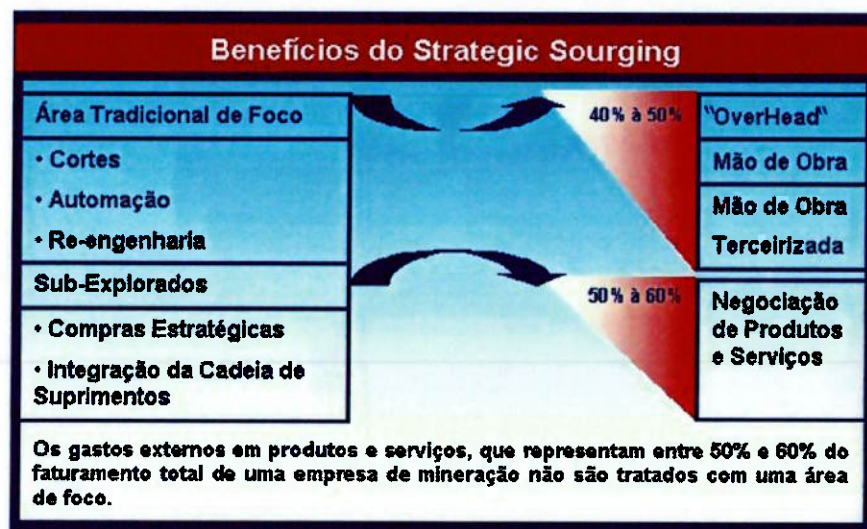 Benefícios do Strategic Sourging
Área Tradicional de Foco
• Cortes
• Automação
• Re-engenharia
Sub-Explorados
• Compras Estratégicas
• Integração da Cadeia de
Suprimentos
40% à 50%
50% à 60%
"OverHead"
Mão de Obra
Mão de Obra
Terceirizada
Negociação
de Produtos
e Serviços
Os gastos externos em produtos e serviços, que representam entre 50% e 60% do
faturamento total de uma empresa de mineração não são tratados com uma área
de foco.